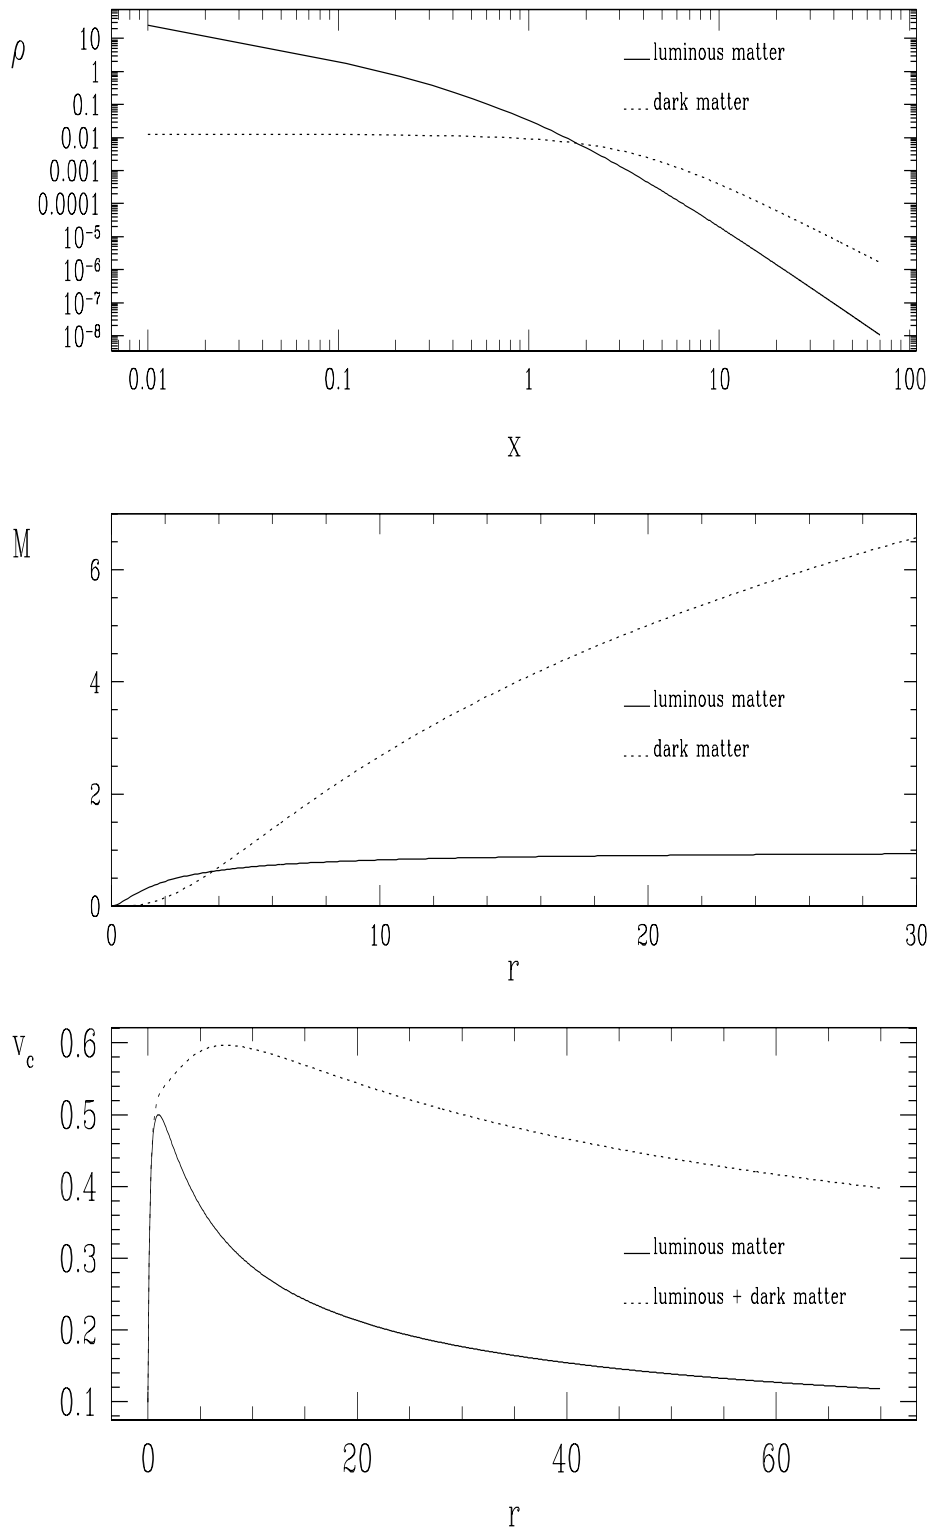 ρ
10
1
0.1
0.01
0.001
0.0001
10⁻⁵
10⁻⁶
10⁻⁷
10⁻⁸
luminous matter
dark matter
0.01 0.1 1 10 100
x
M
6
4
2
0
luminous matter
dark matter
0 10 20 30
r
v_c
0.6
0.5
0.4
0.3
0.2
0.1
luminous matter
luminous + dark matter
0 20 40 60
r